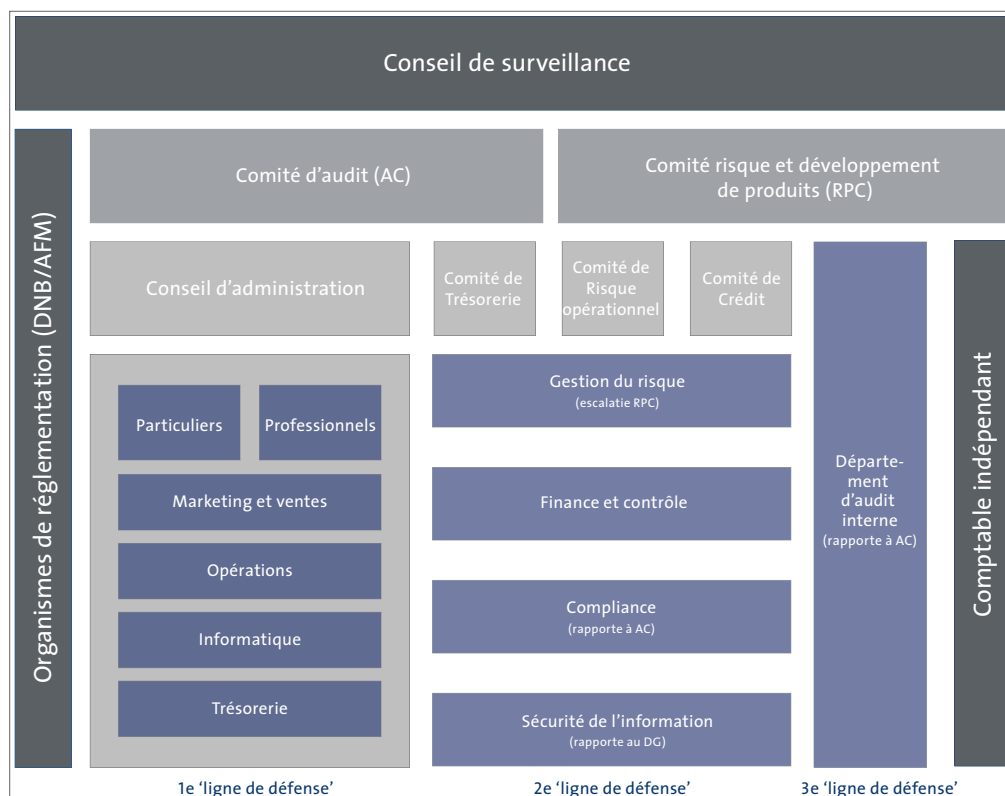 Conseil de surveillance
Organismes de réglementation (DNB/AFM)
Comité d'audit (AC)
Comité risque et développement
de produits (RPC)
Conseil d'administration
Comité de
Trésorerie
Comité de
Risque
opérationnel
Comité de
Crédit
Particuliers
Professionnels
Marketing et ventes
Opérations
Informatique
Trésorerie
Gestion du risque
(escalatie RPC)
Finance et contrôle
Compliance
(rapporte à AC)
Sécurité de l'information
(rapporte au DG)
Départe-
ment
d'audit
interne
(rapporte à AC)
Comptable indépendant
1e 'ligne de défense'
2e 'ligne de défense'
3e 'ligne de défense'